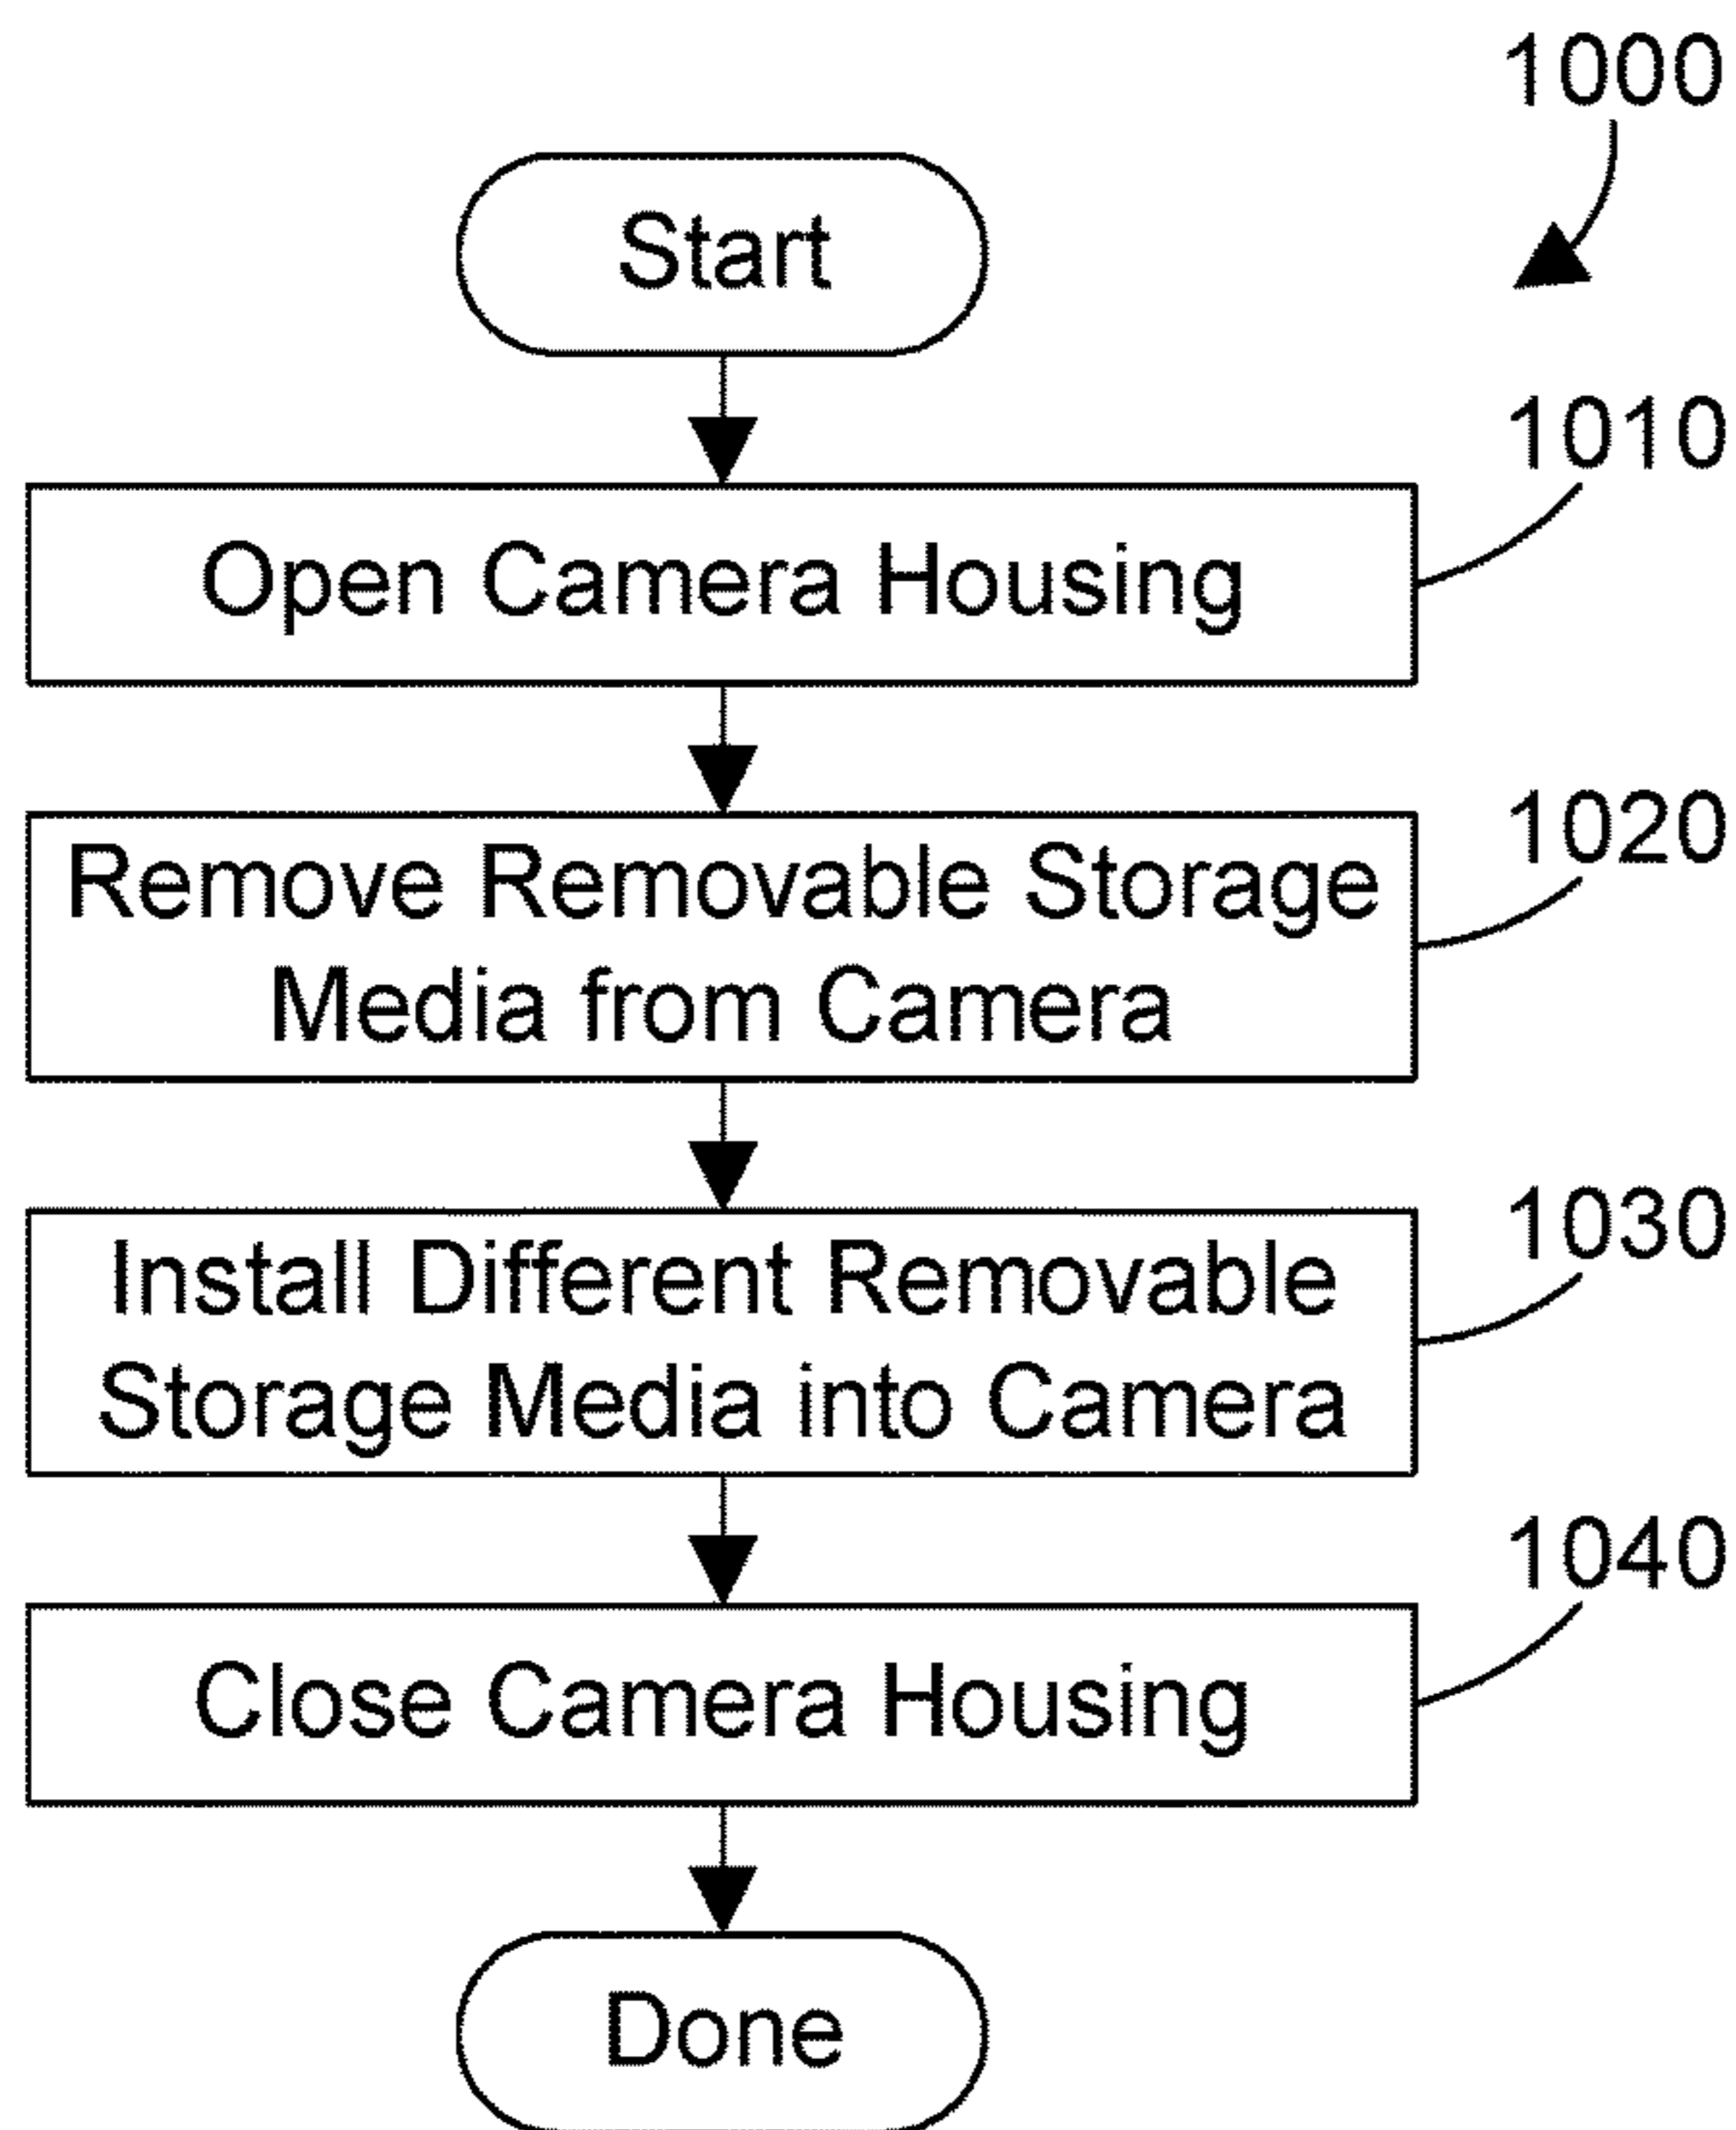 1000
Start
1010
Open Camera Housing
1020
Remove Removable Storage
Media from Camera
1030
Install Different Removable
Storage Media into Camera
1040
Close Camera Housing
Done